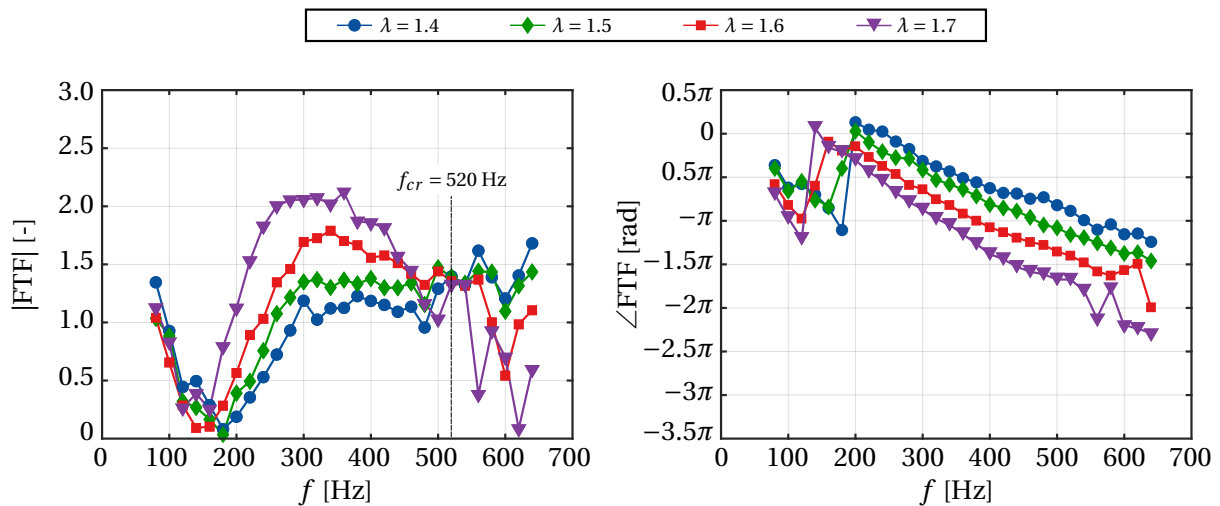 λ = 1.4 λ = 1.5 λ = 1.6 λ = 1.7
3.0
2.5
2.0
1.5
1.0
0.5
0
|FTF| [-]
f_cr = 520 Hz
0 100 200 300 400 500 600 700
f [Hz]
0.5π
0
0.5π
−π
−1.5π
−2π
−2.5π
−3π
−3.5π
∠FTF [rad]
0 100 200 300 400 500 600 700
f [Hz]